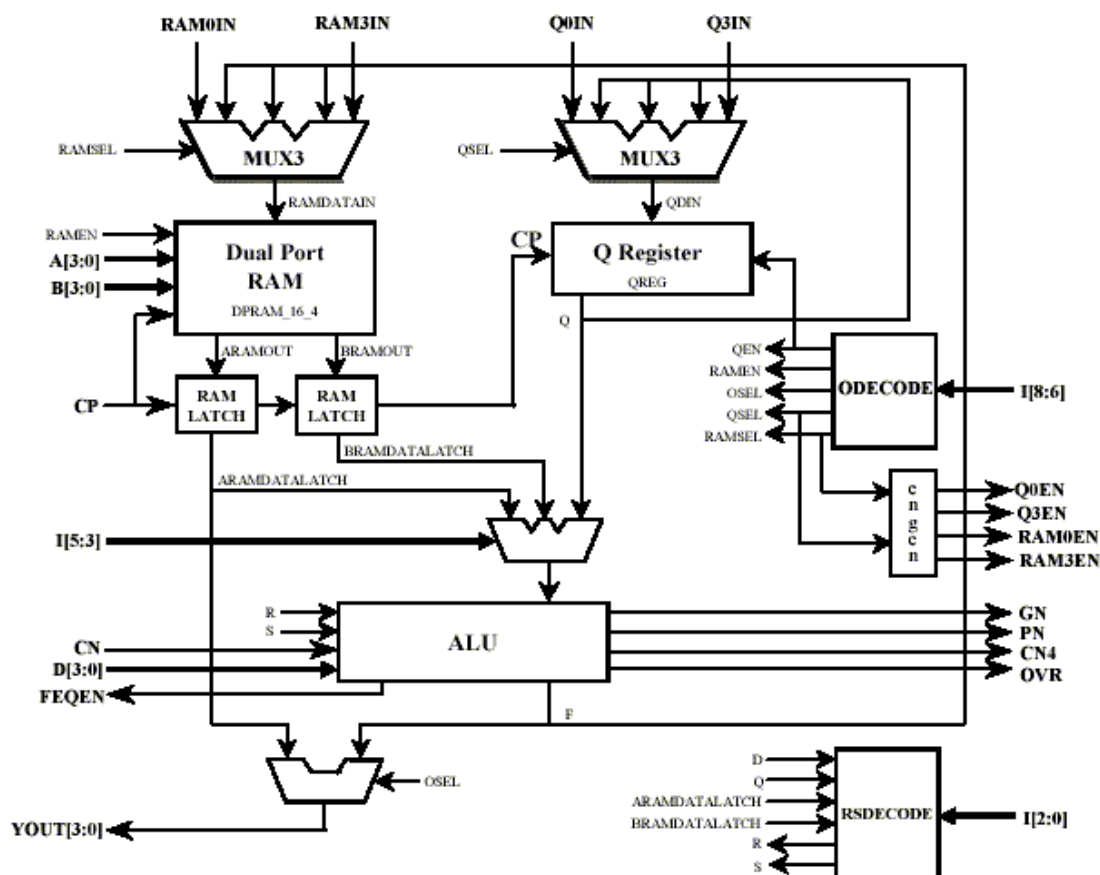 RAM0IN RAM3IN Q0IN Q3IN
RAMSEL MUX3 QSEL MUX3
RAMDATAIN QDIN
RAMEN
A[3:0]
B[3:0]
Dual Port
RAM
DPRAM_16_4
CP
Q Register
QREG
ARAMOUT BRAMOUT
Q
CP
RAM
LATCH
RAM
LATCH
QEN
RAMEN
OSEL
QSEL
RAMSEL
ODECODE
I[8:6]
BRAMDATALATCH
ARAMDATALATCH
I[5:3]
Q0EN
Q3EN
RAM0EN
RAM3EN
R
S
CN
D[3:0]
FEQEN
ALU
GN
PN
CN4
OVR
F
OSEL
YOUT[3:0]
D
Q
ARAMDATALATCH
BRAMDATALATCH
R
S
RSDECODE
I[2:0]